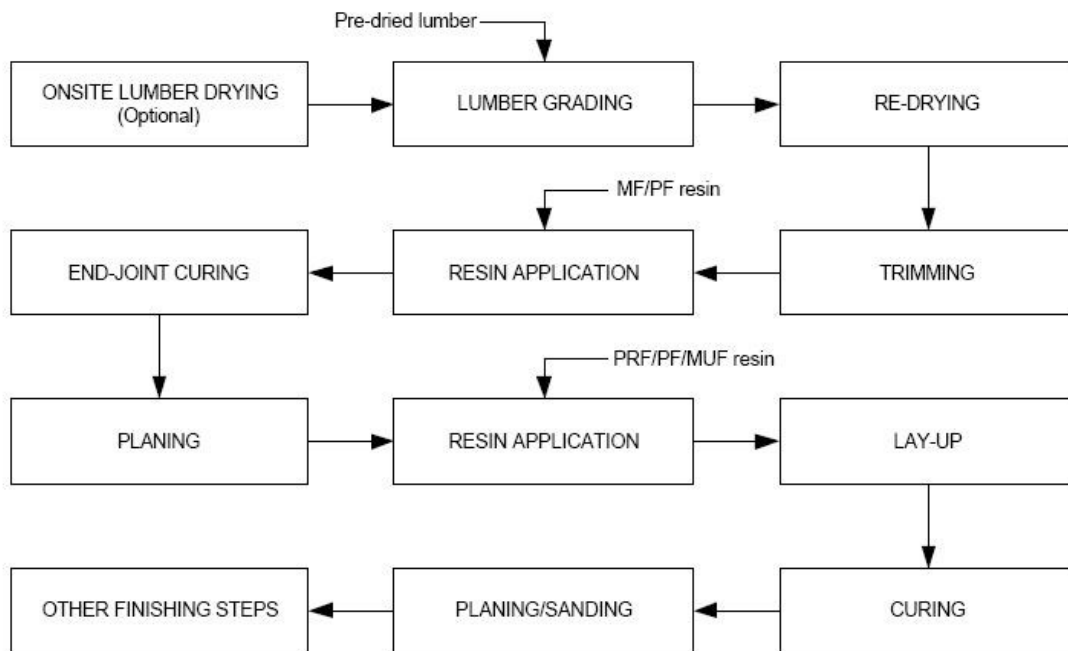 Pre-dried lumber
ONSITE LUMBER DRYING
(Optional)
LUMBER GRADING
RE-DRYING
MF/PF resin
END-JOINT CURING
RESIN APPLICATION
TRIMMING
PRF/PF/MUF resin
PLANING
RESIN APPLICATION
LAY-UP
OTHER FINISHING STEPS
PLANING/SANDING
CURING